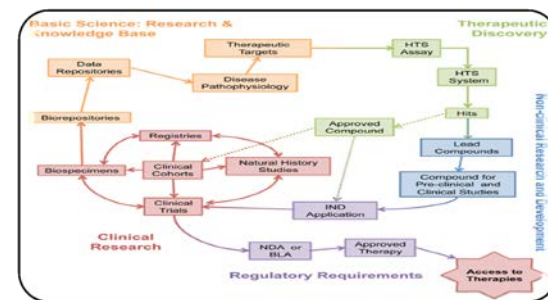 Basic Science: Research &
Knowledge Base
Therapeutic
Discovery
Therapeutic
Targets
HTS
Assay
Data
Repositories
Disease
Pathophysiology
HTS
System
Biorepositories
Hits
Approved
Compound
Registries
Lead
Compounds
Biospecimens
Clinical
Cohorts
Natural History
Studies
Compound for
Pre-clinical and
Clinical Studies
Non-clinical Research and Development
Clinical
Trials
IND
Application
Clinical
Research
NDA or
BLA
Approved
Therapy
Access to
Therapies
Regulatory Requirements